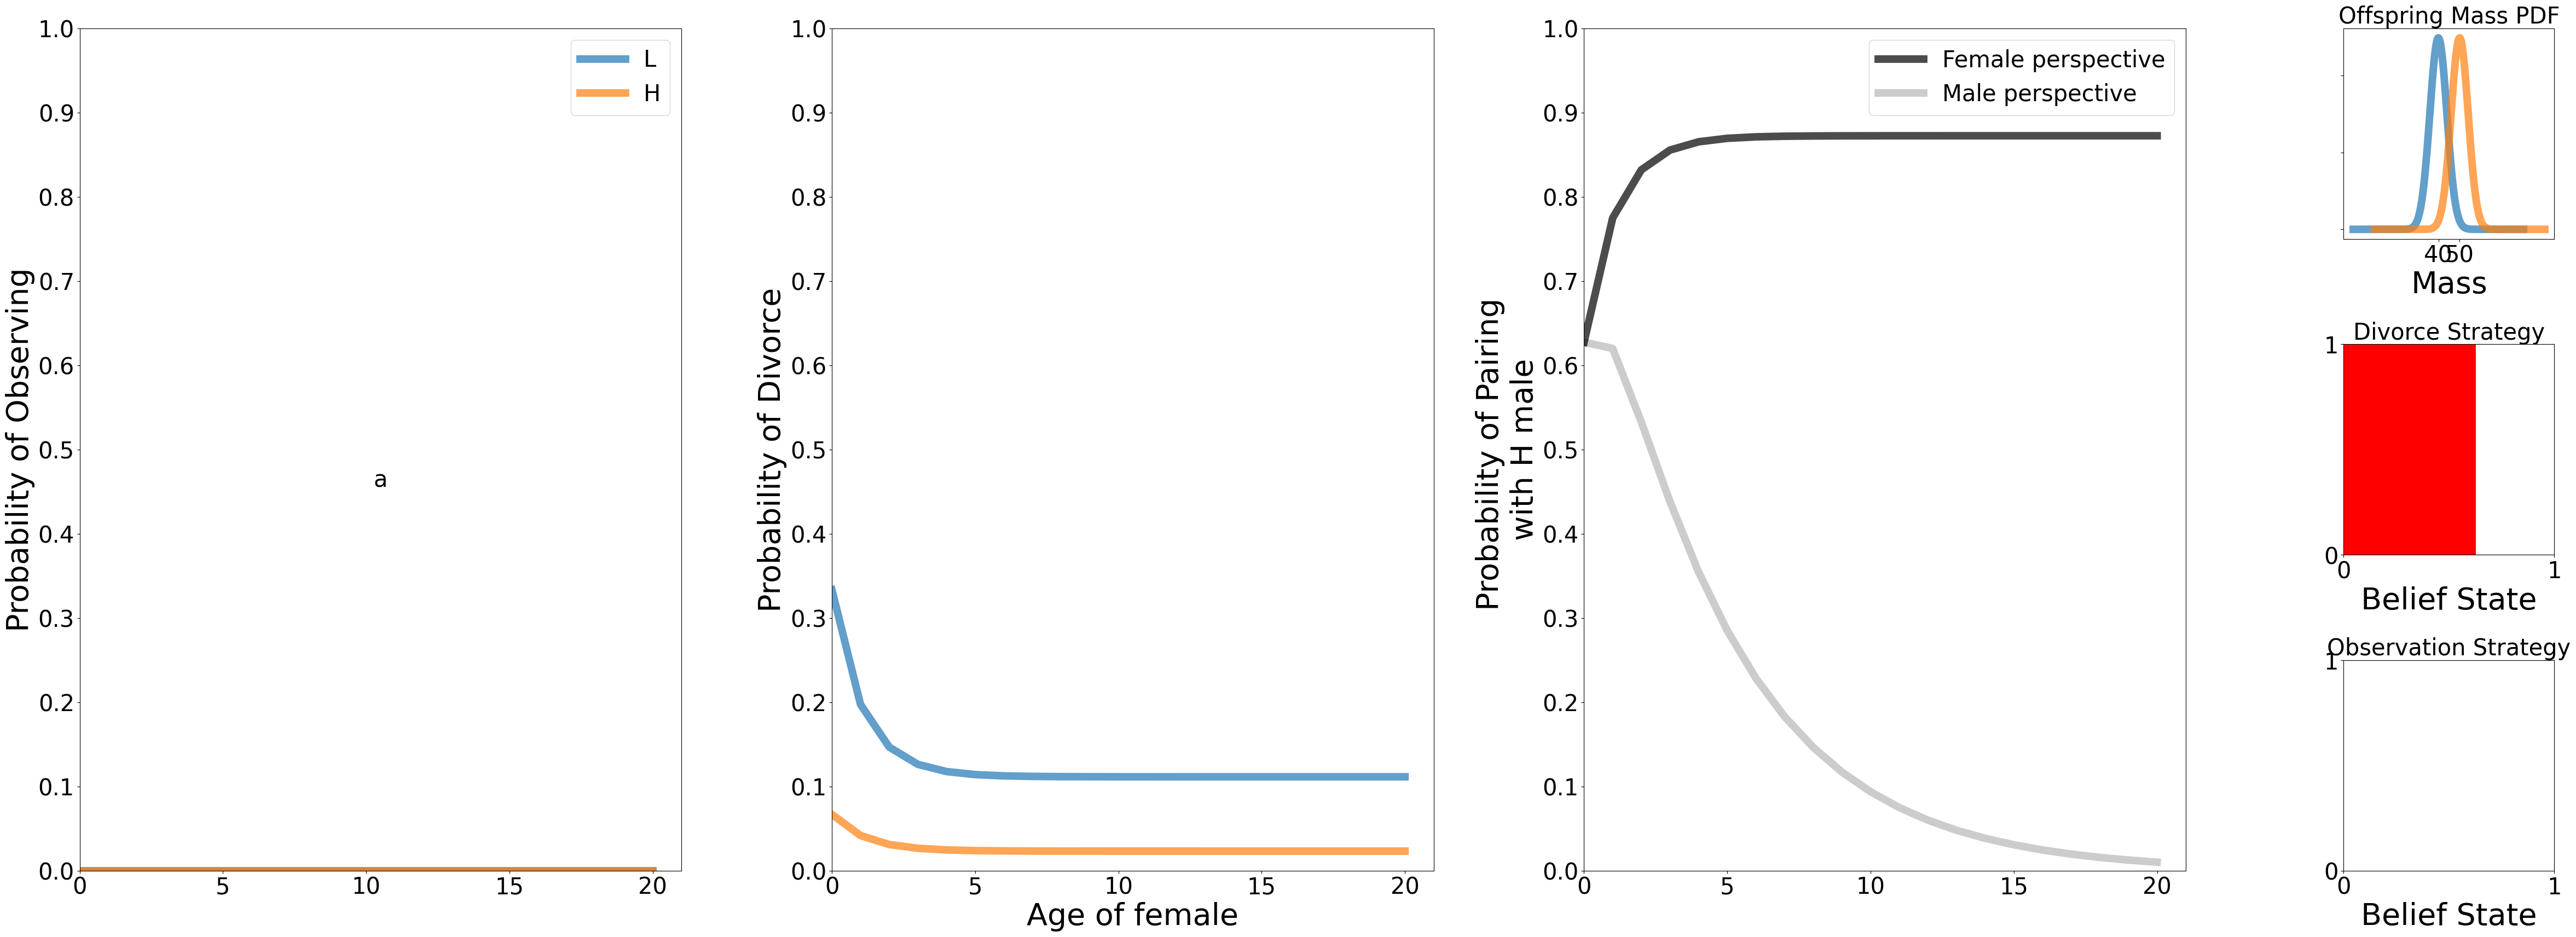 Probability of Observing
1.0
0.9
0.8
0.7
0.6
0.5
0.4
0.3
0.2
0.1
0.0
0 5 10 15 20
L
H
a
Probability of Divorce
1.0
0.9
0.8
0.7
0.6
0.5
0.4
0.3
0.2
0.1
0.0
0 5 10 15 20
Age of female
Probability of Pairing
with H male
1.0
0.9
0.8
0.7
0.6
0.5
0.4
0.3
0.2
0.1
0.0
0 5 10 15 20
Female perspective
Male perspective
Offspring Mass PDF
40 50
Mass
Divorce Strategy
1
0
0 1
Belief State
Observation Strategy
1
0
0 1
Belief State